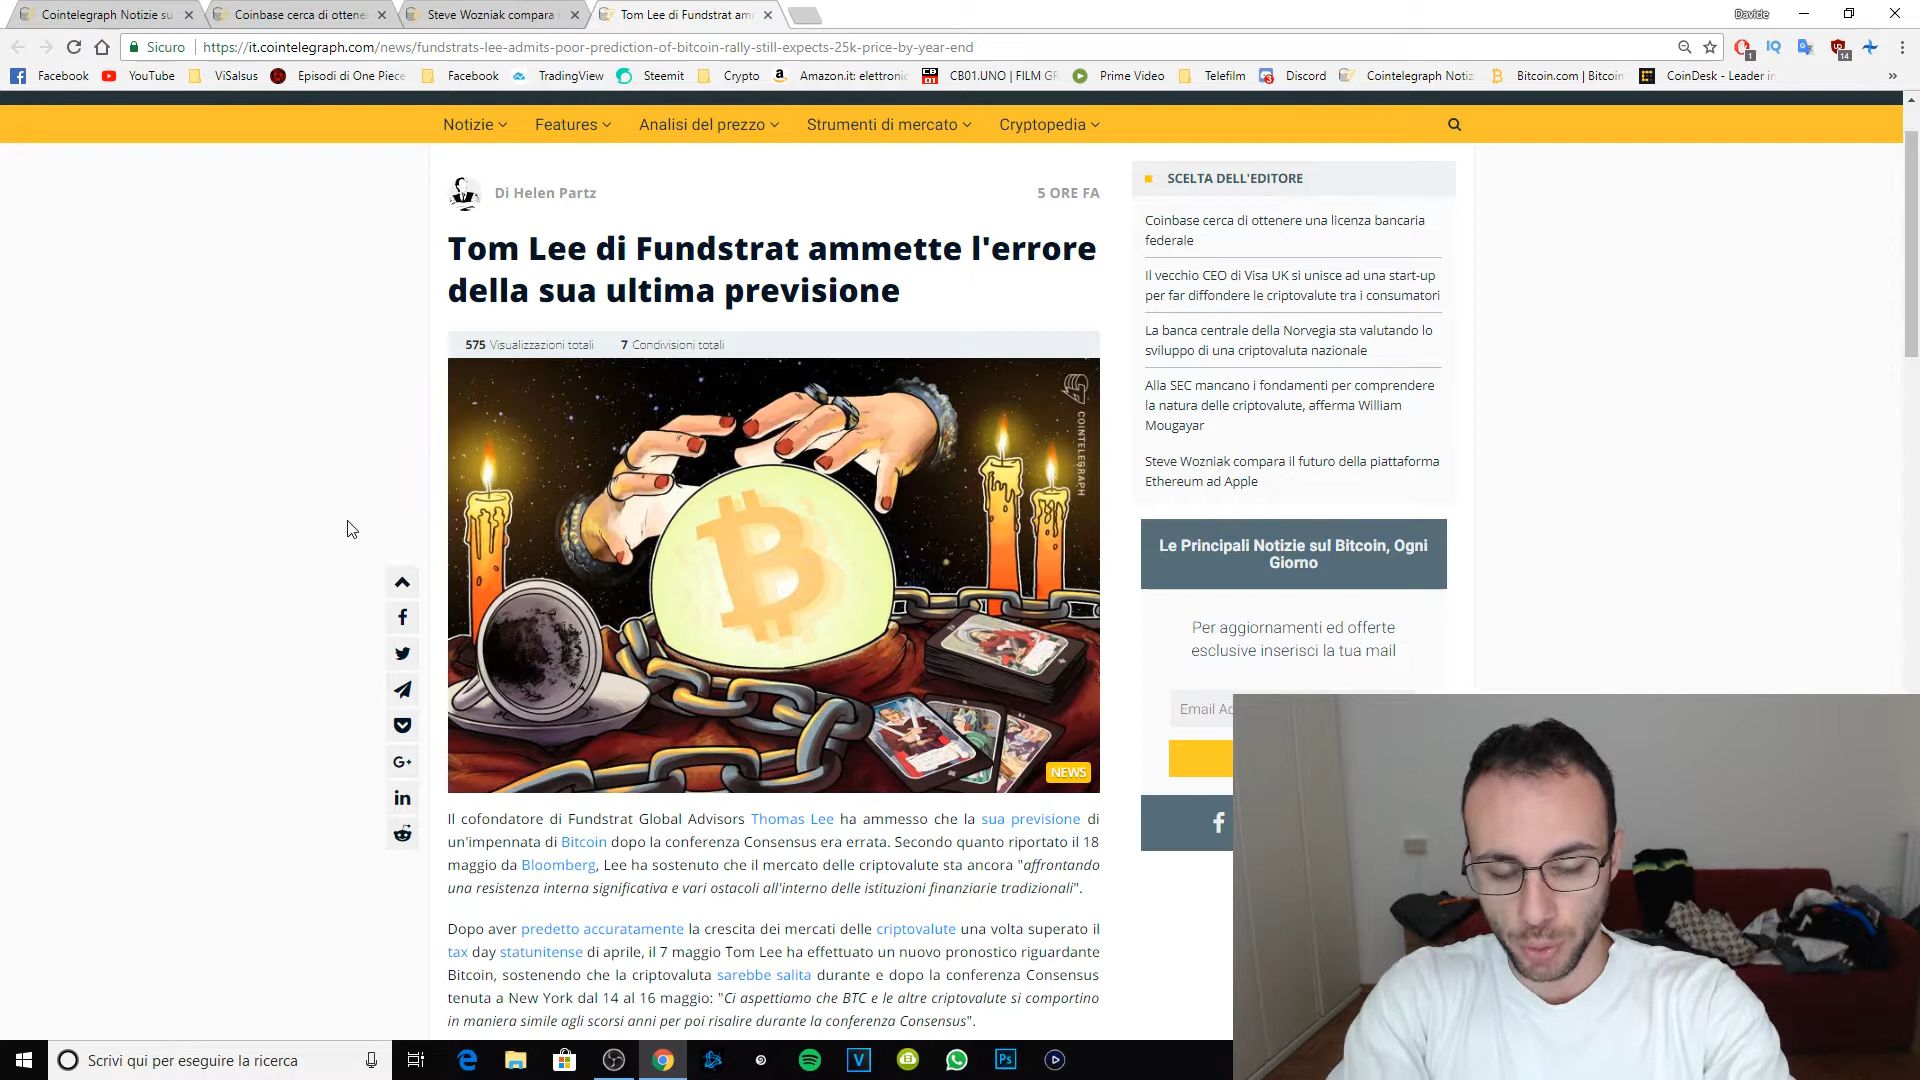 Cointelegraph Notizie su
Coinbase cerca di ottene
Steve Wozniak compara i
Tom Lee di Fundstrat am
Davide
Sicuro
https://it.cointelegraph.com/news/fundstrats-lee-admits-poor-prediction-of-bitcoin-rally-still-expects-25k-price-by-year-end
Facebook
YouTube
ViSalsus
Episodi di One Piece
Facebook
TradingView
Steemit
Crypto
Amazon.it: elettronic
CB01.UNO | FILM GR
Prime Video
Telefilm
Discord
Cointelegraph Notiz
Bitcoin.com | Bitcoin
CoinDesk - Leader in
Notizie
Features
Analisi del prezzo
Strumenti di mercato
Cryptopedia
Di Helen Partz
5 ORE FA
Tom Lee di Fundstrat ammette l'errore
della sua ultima previsione
575 Visualizzazioni totali
7 Condivisioni totali
COINTELEGRAPH
NEWS
Il cofondatore di Fundstrat Global Advisors Thomas Lee ha ammesso che la sua previsione di
un'impennata di Bitcoin dopo la conferenza Consensus era errata. Secondo quanto riportato il 18
maggio da Bloomberg, Lee ha sostenuto che il mercato delle criptovalute sta ancora "affrontando
una resistenza interna significativa e vari ostacoli all'interno delle istituzioni finanziarie tradizionali".
Dopo aver predetto accuratamente la crescita dei mercati delle criptovalute una volta superato il
tax day statunitense di aprile, il 7 maggio Tom Lee ha effettuato un nuovo pronostico riguardante
Bitcoin, sostenendo che la criptovaluta sarebbe salita durante e dopo la conferenza Consensus
tenuta a New York dal 14 al 16 maggio: "Ci aspettiamo che BTC e le altre criptovalute si comportino
in maniera simile agli scorsi anni per poi risalire durante la conferenza Consensus".
SCELTA DELL'EDITORE
Coinbase cerca di ottenere una licenza bancaria
federale
Il vecchio CEO di Visa UK si unisce ad una start-up
per far diffondere le criptovalute tra i consumatori
La banca centrale della Norvegia sta valutando lo
sviluppo di una criptovaluta nazionale
Alla SEC mancano i fondamenti per comprendere
la natura delle criptovalute, afferma William
Mougayar
Steve Wozniak compara il futuro della piattaforma
Ethereum ad Apple
Le Principali Notizie sul Bitcoin, Ogni
Giorno
Per aggiornamenti ed offerte
esclusive inserisci la tua mail
Email Ad
Scrivi qui per eseguire la ricerca